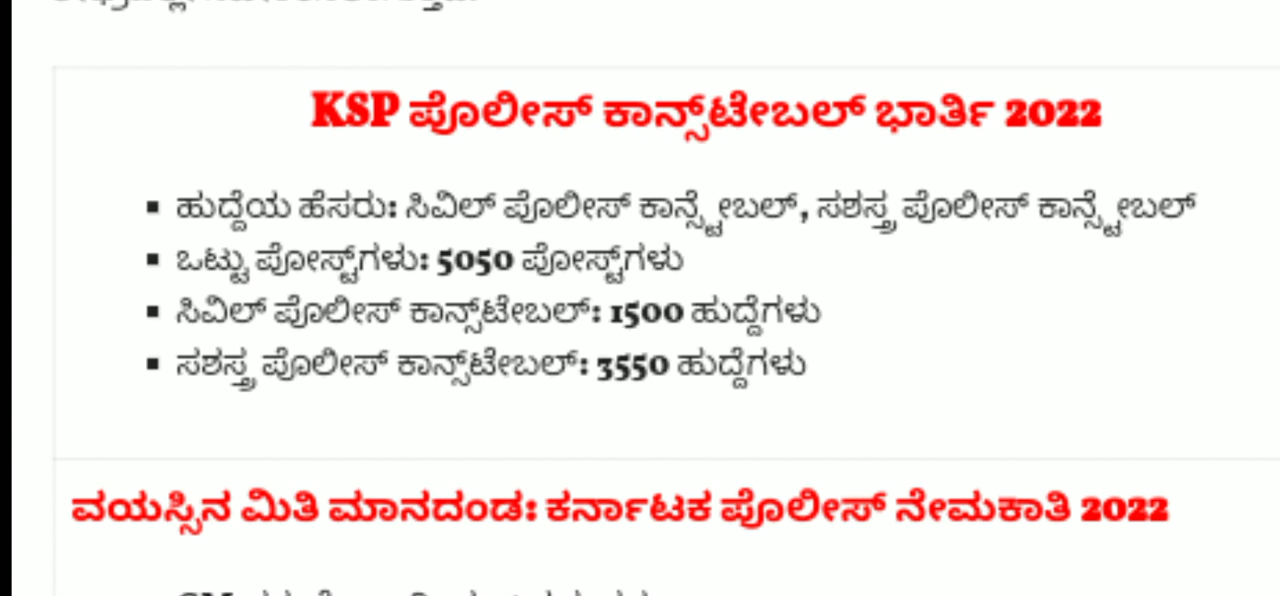 KSP ಪೊಲೀಸ್ ಕಾನ್ಸ್‌ಟೇಬಲ್ ಭಾರ್ತಿ 2022
▪ ಹುದ್ದೆಯ ಹೆಸರು: ಸಿವಿಲ್ ಪೊಲೀಸ್ ಕಾನ್ಸ್ಟೇಬಲ್, ಸಶಸ್ತ್ರ ಪೊಲೀಸ್ ಕಾನ್ಸ್ಟೇಬಲ್
▪ ಒಟ್ಟು ಪೋಸ್ಟ್‌ಗಳು: 5050 ಪೋಸ್ಟ್‌ಗಳು
▪ ಸಿವಿಲ್ ಪೊಲೀಸ್ ಕಾನ್ಸ್‌ಟೇಬಲ್: 1500 ಹುದ್ದೆಗಳು
▪ ಸಶಸ್ತ್ರ ಪೊಲೀಸ್ ಕಾನ್ಸ್‌ಟೇಬಲ್: 3550 ಹುದ್ದೆಗಳು
ವಯಸ್ಸಿನ ಮಿತಿ ಮಾನದಂಡ: ಕರ್ನಾಟಕ ಪೊಲೀಸ್ ನೇಮಕಾತಿ 2022